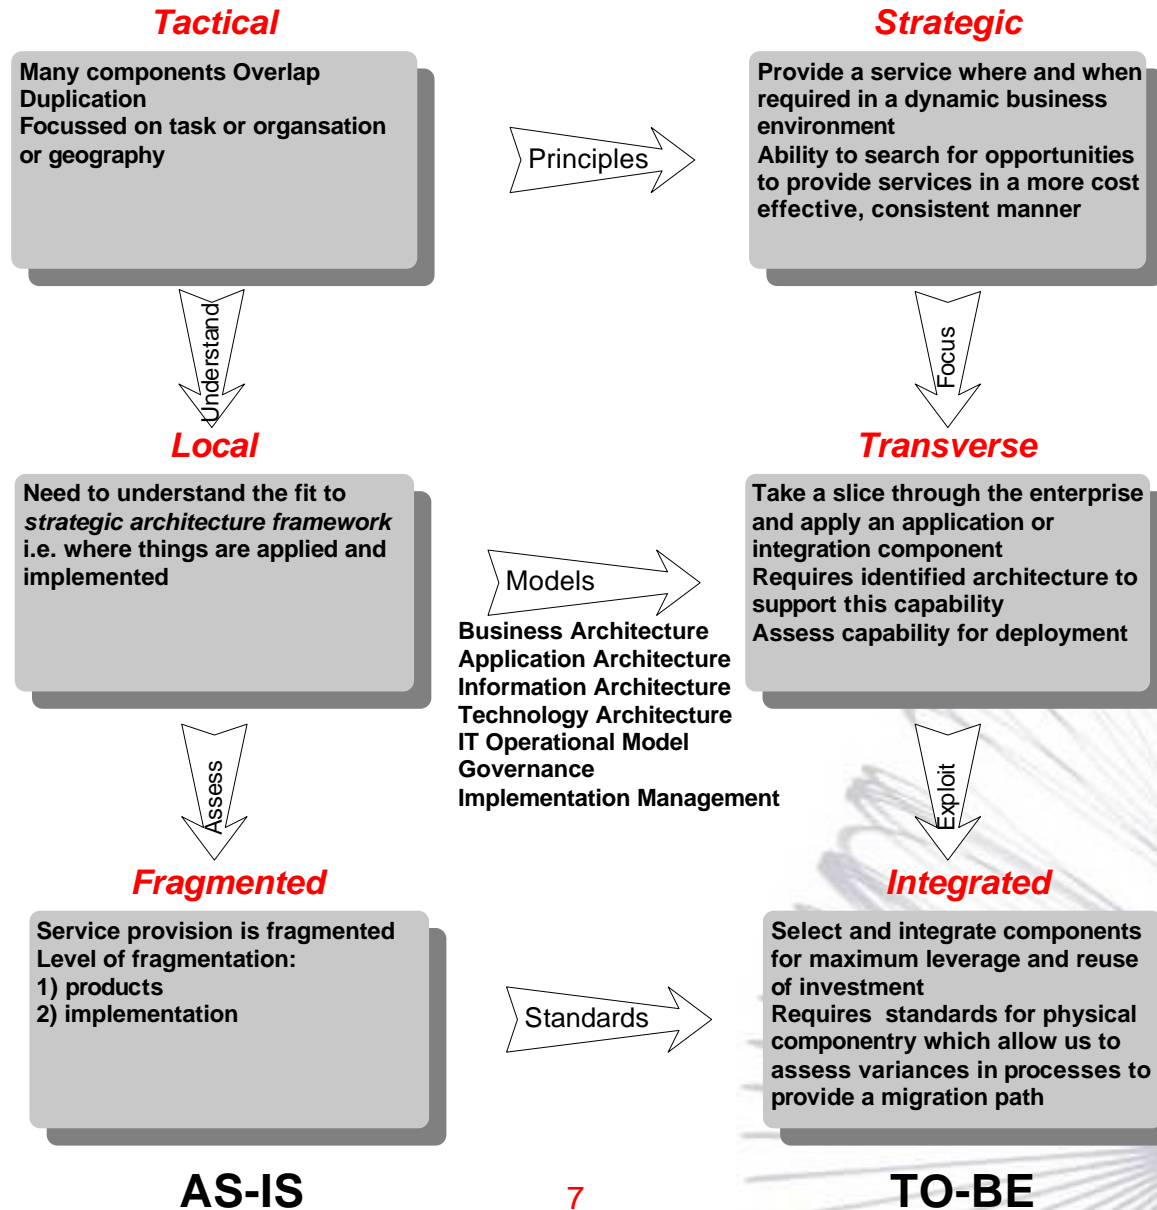 Tactical
Many components Overlap
Duplication
Focussed on task or organsation
or geography
Principles
Strategic
Provide a service where and when
required in a dynamic business
environment
Ability to search for opportunities
to provide services in a more cost
effective, consistent manner
Understand
Focus
Local
Need to understand the fit to
strategic architecture framework
i.e. where things are applied and
implemented
Models
Business Architecture
Application Architecture
Information Architecture
Technology Architecture
IT Operational Model
Governance
Implementation Management
Transverse
Take a slice through the enterprise
and apply an application or
integration component
Requires identified architecture to
support this capability
Assess capability for deployment
Assess
Exploit
Fragmented
Service provision is fragmented
Level of fragmentation:
1) products
2) implementation
Standards
Integrated
Select and integrate components
for maximum leverage and reuse
of investment
Requires standards for physical
componentry which allow us to
assess variances in processes to
provide a migration path
AS-IS
7
TO-BE